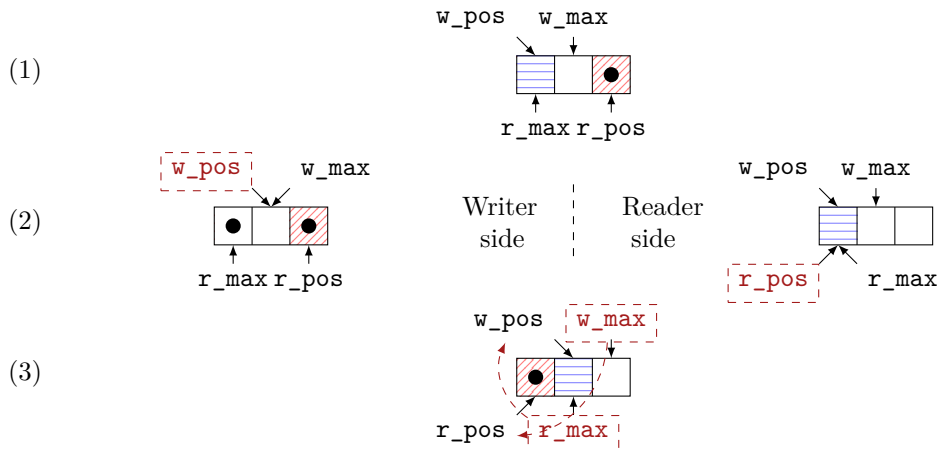 w_pos w_max
(1)
r_max r_pos
w_pos w_max
w_pos w_max
(2)
Writer side
Reader side
r_max r_pos
r_pos r_max
w_pos w_max
(3)
r_pos r_max